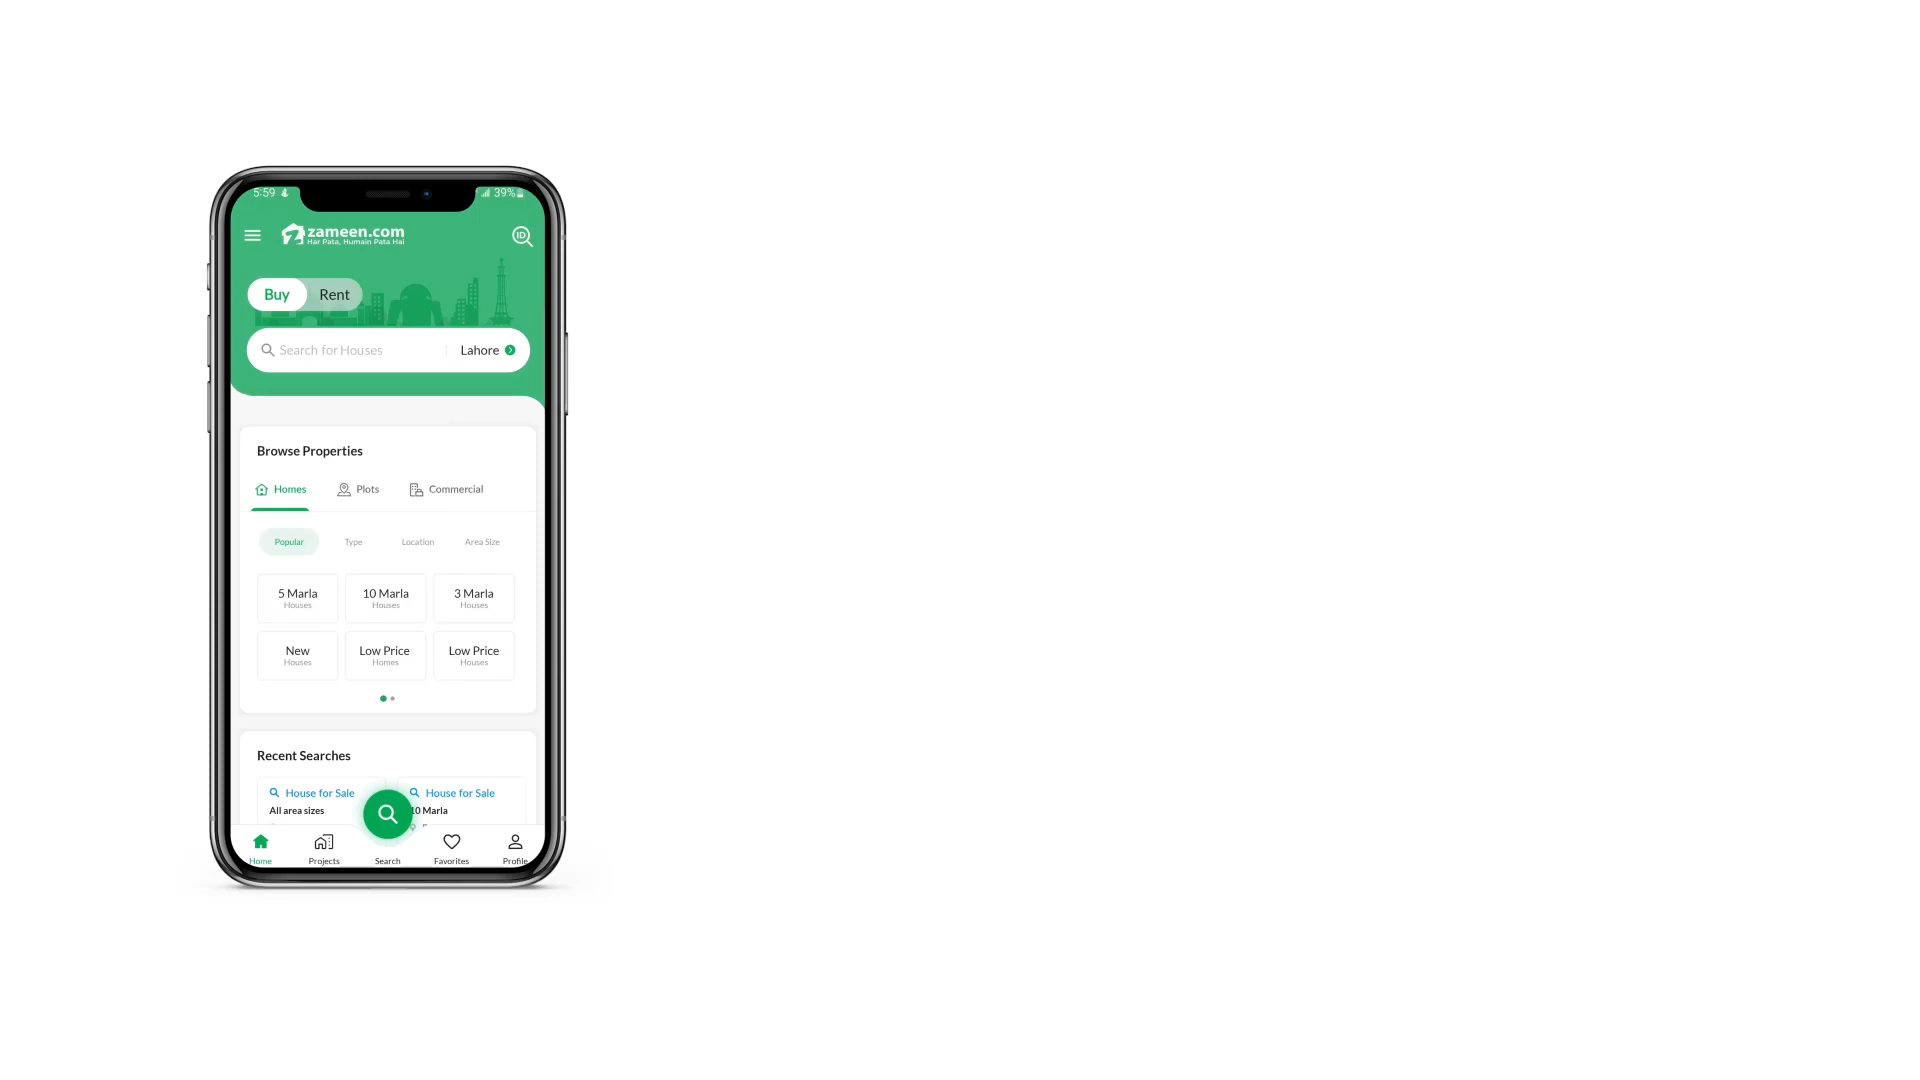 5:59
39%
zameen.com
Har Pata, Humain Pata Hai
ID
Buy Rent
Search for Houses Lahore
Browse Properties
Homes Plots Commercial
Popular Type Location Area Size
5 Marla 10 Marla 3 Marla
Houses Houses Houses
New Low Price Low Price
Houses Homes Houses
Recent Searches
House for Sale House for Sale
All area sizes 10 Marla
Home Projects Search Favorites Profile